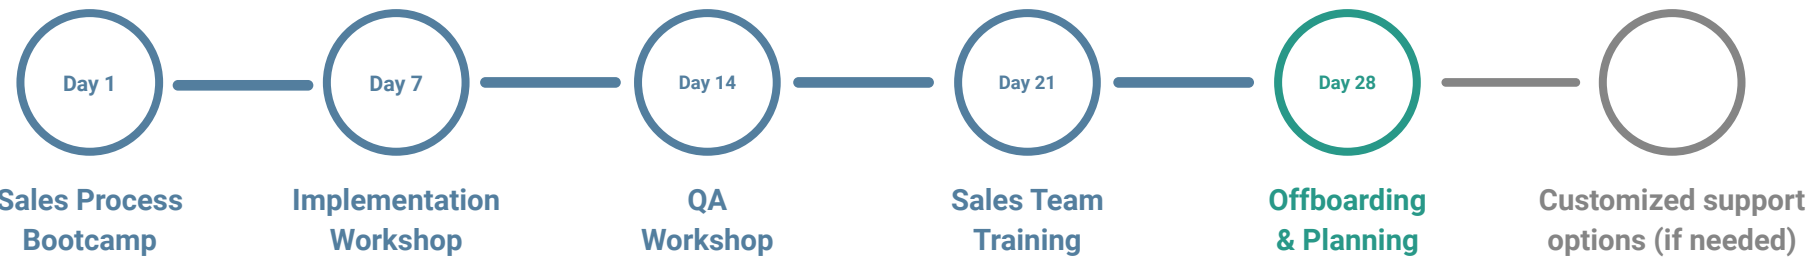 Day 1
Day 7
Day 14
Day 21
Day 28
Sales Process
Bootcamp
Implementation
Workshop
QA
Workshop
Sales Team
Training
Offboarding
& Planning
Customized support
options (if needed)